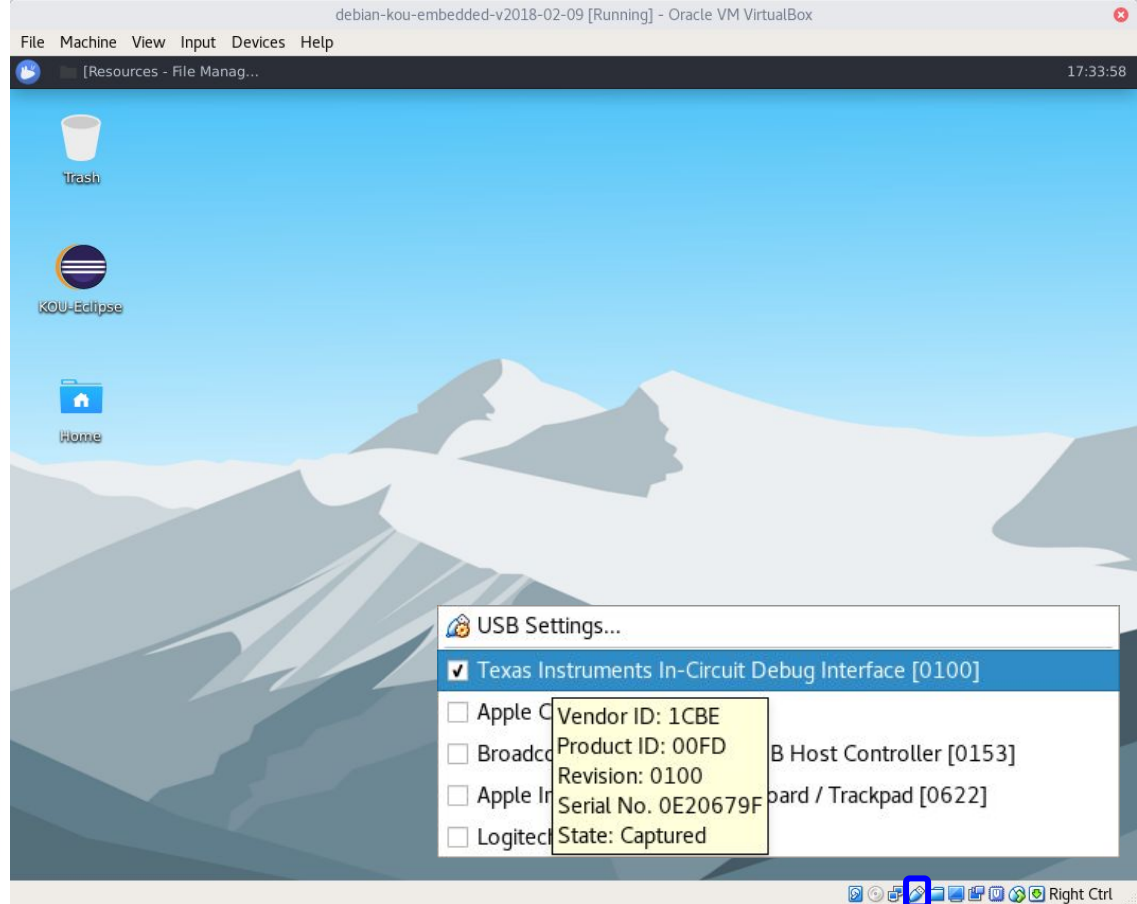 debian-kou-embedded-v2018-02-09 [Running] - Oracle VM VirtualBox
File Machine View Input Devices Help
[Resources - File Manag...
17:33:58
Trash
KOU-Eclipse
Home
USB Settings...
Texas Instruments In-Circuit Debug Interface [0100]
Apple
Vendor ID: 1CBE
Product ID: 00FD
B Host Controller [0153]
Revision: 0100
Apple
Serial No. 0E20679F
/ Trackpad [0622]
Logitech
State: Captured
Right Ctrl